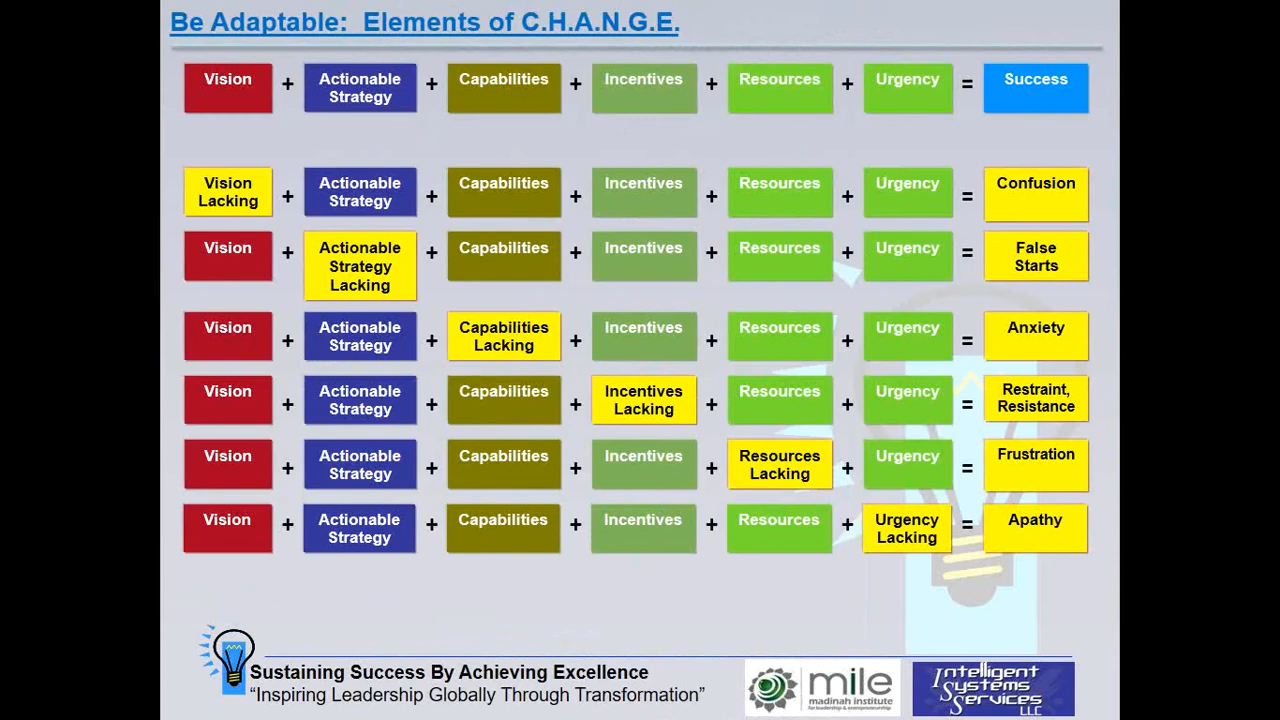 Be Adaptable:  Elements of C.H.A.N.G.E.
Vision + Actionable Strategy + Capabilities + Incentives + Resources + Urgency = Success
Vision Lacking + Actionable Strategy + Capabilities + Incentives + Resources + Urgency = Confusion
Vision + Actionable Strategy Lacking + Capabilities + Incentives + Resources + Urgency = False Starts
Vision + Actionable Strategy + Capabilities Lacking + Incentives + Resources + Urgency = Anxiety
Vision + Actionable Strategy + Capabilities + Incentives Lacking + Resources + Urgency = Restraint, Resistance
Vision + Actionable Strategy + Capabilities + Incentives + Resources Lacking + Urgency = Frustration
Vision + Actionable Strategy + Capabilities + Incentives + Resources + Urgency Lacking = Apathy
Sustaining Success By Achieving Excellence
“Inspiring Leadership Globally Through Transformation”
mile
madinah institute
for leadership & entrepreneurship
Intelligent
Systems
Services
LLC